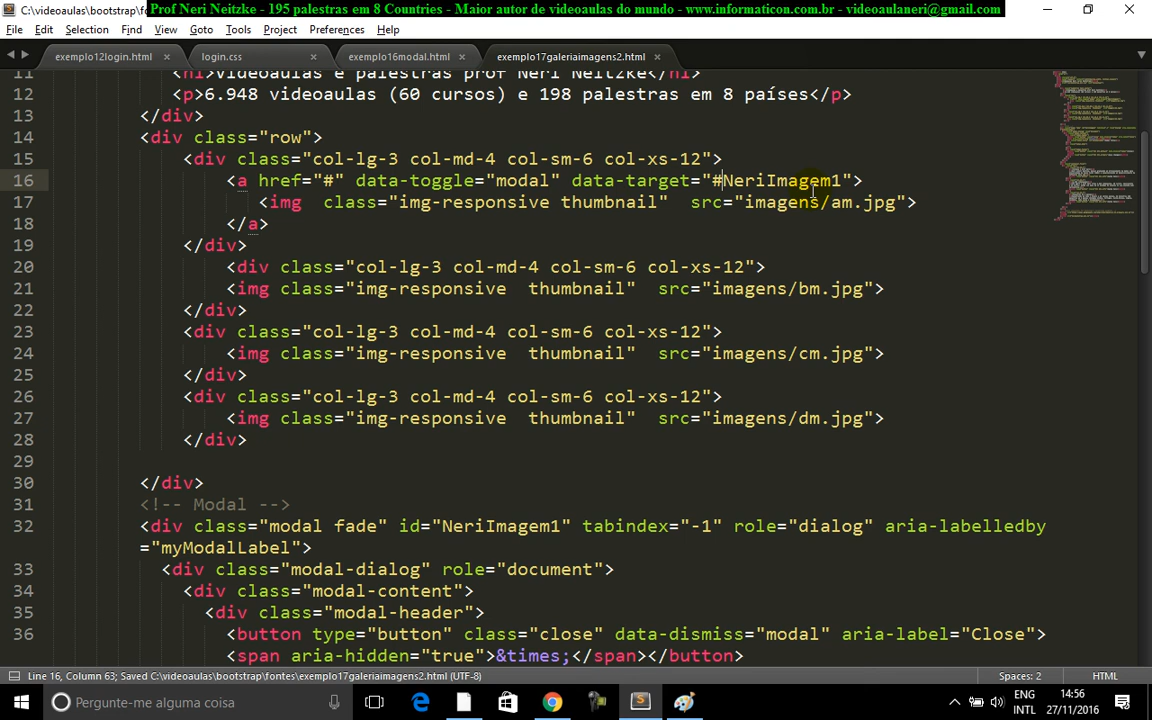 C:\videoaulas\bootstrap\fo
Prof Neri Neitzke - 195 palestras em 8 Countries - Maior autor de videoaulas do mundo - www.informaticon.com.br - videoaulaneri@gmail.com
File Edit Selection Find View Goto Tools Project Preferences Help
exemplo12login.html × login.css × exemplo16modal.html × exemplo17galeriaimagens2.html ×
11 <h1>Videoaulas e palestras prof Neri Neitzke</h1>
12 <p>6.948 videoaulas (60 cursos) e 198 palestras em 8 países</p>
13 </div>
14 <div class="row">
15 <div class="col-lg-3 col-md-4 col-sm-6 col-xs-12">
16 <a href="#" data-toggle="modal" data-target="#NeriImagem1">
17 <img  class="img-responsive thumbnail"  src="imagens/am.jpg">
18 </a>
19 </div>
20 <div class="col-lg-3 col-md-4 col-sm-6 col-xs-12">
21 <img class="img-responsive  thumbnail"  src="imagens/bm.jpg">
22 </div>
23 <div class="col-lg-3 col-md-4 col-sm-6 col-xs-12">
24 <img class="img-responsive  thumbnail"  src="imagens/cm.jpg">
25 </div>
26 <div class="col-lg-3 col-md-4 col-sm-6 col-xs-12">
27 <img class="img-responsive  thumbnail"  src="imagens/dm.jpg">
28 </div>
29
30 </div>
31 <!-- Modal -->
32 <div class="modal fade" id="NeriImagem1" tabindex="-1" role="dialog" aria-labelledby
="myModalLabel">
33 <div class="modal-dialog" role="document">
34 <div class="modal-content">
35 <div class="modal-header">
36 <button type="button" class="close" data-dismiss="modal" aria-label="Close">
<span aria-hidden="true">&times;</span></button>
Line 16, Column 63; Saved C:\videoaulas\bootstrap\fontes\exemplo17galeriaimagens2.html (UTF-8) Spaces: 2 HTML
Pergunte-me alguma coisa ENG 14:56
INTL 27/11/2016